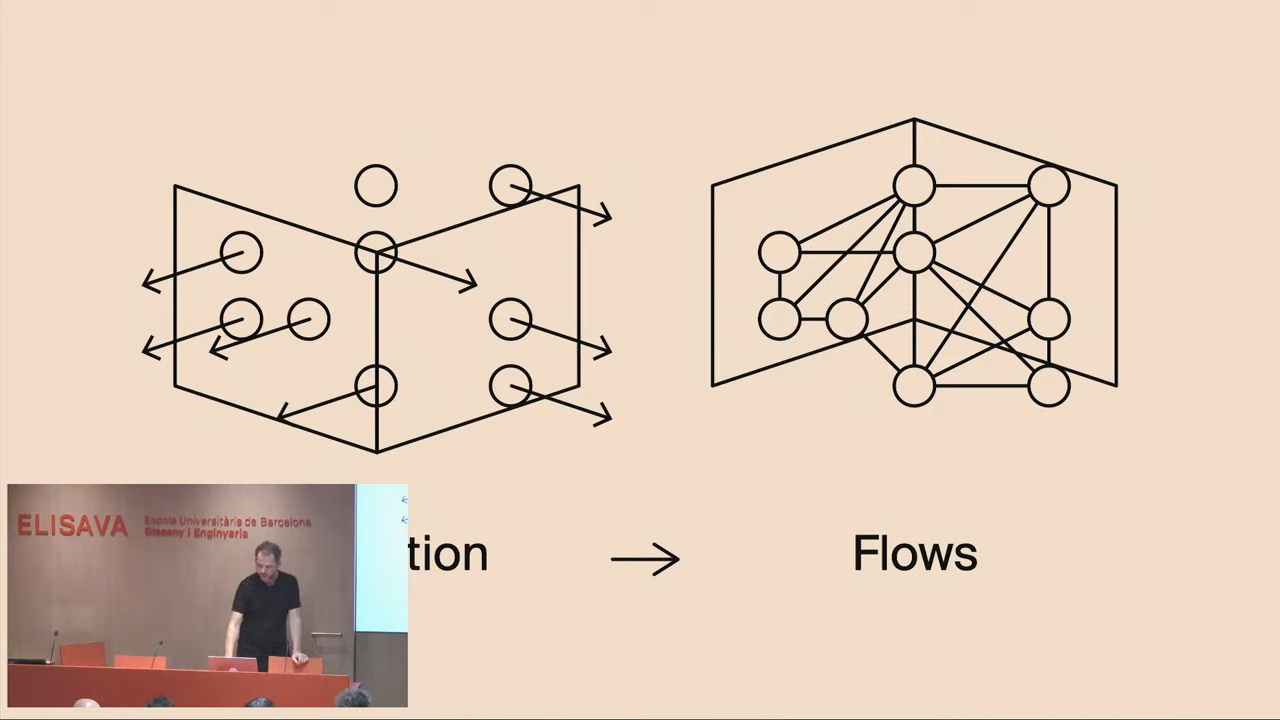 tion
Flows
ELISAVA
Escola Universitària de Barcelona
Disseny i Enginyeria